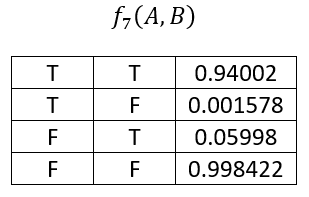 f₇(A, B)
T T 0.94002
T F 0.001578
F T 0.05998
F F 0.998422